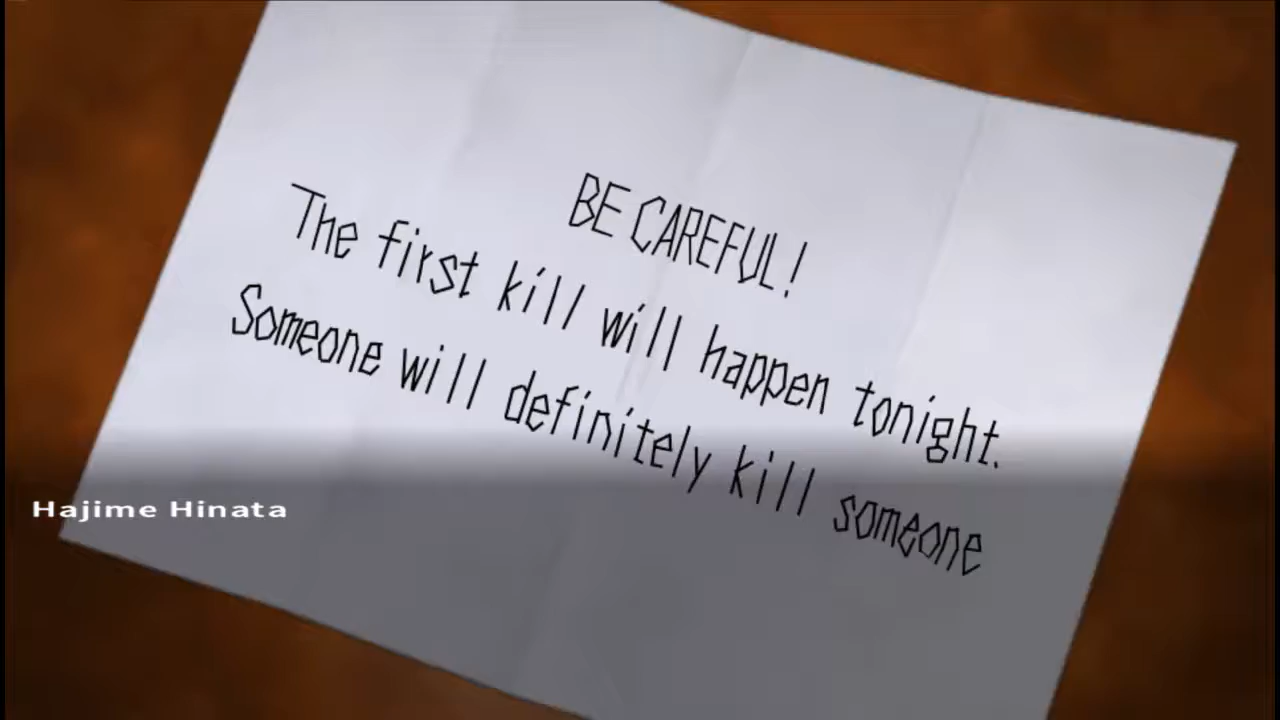 BE CAREFUL!
The first kill will happen tonight.
Someone will definitely kill someone
Hajime Hinata